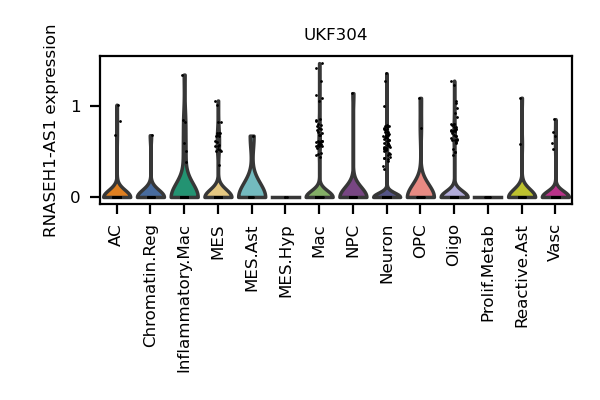 UKF304
RNASEH1-AS1 expression
1
0
AC
Chromatin.Reg
Inflammatory.Mac
MES
MES.Ast
MES.Hyp
Mac
NPC
Neuron
OPC
Oligo
Prolif.Metab
Reactive.Ast
Vasc